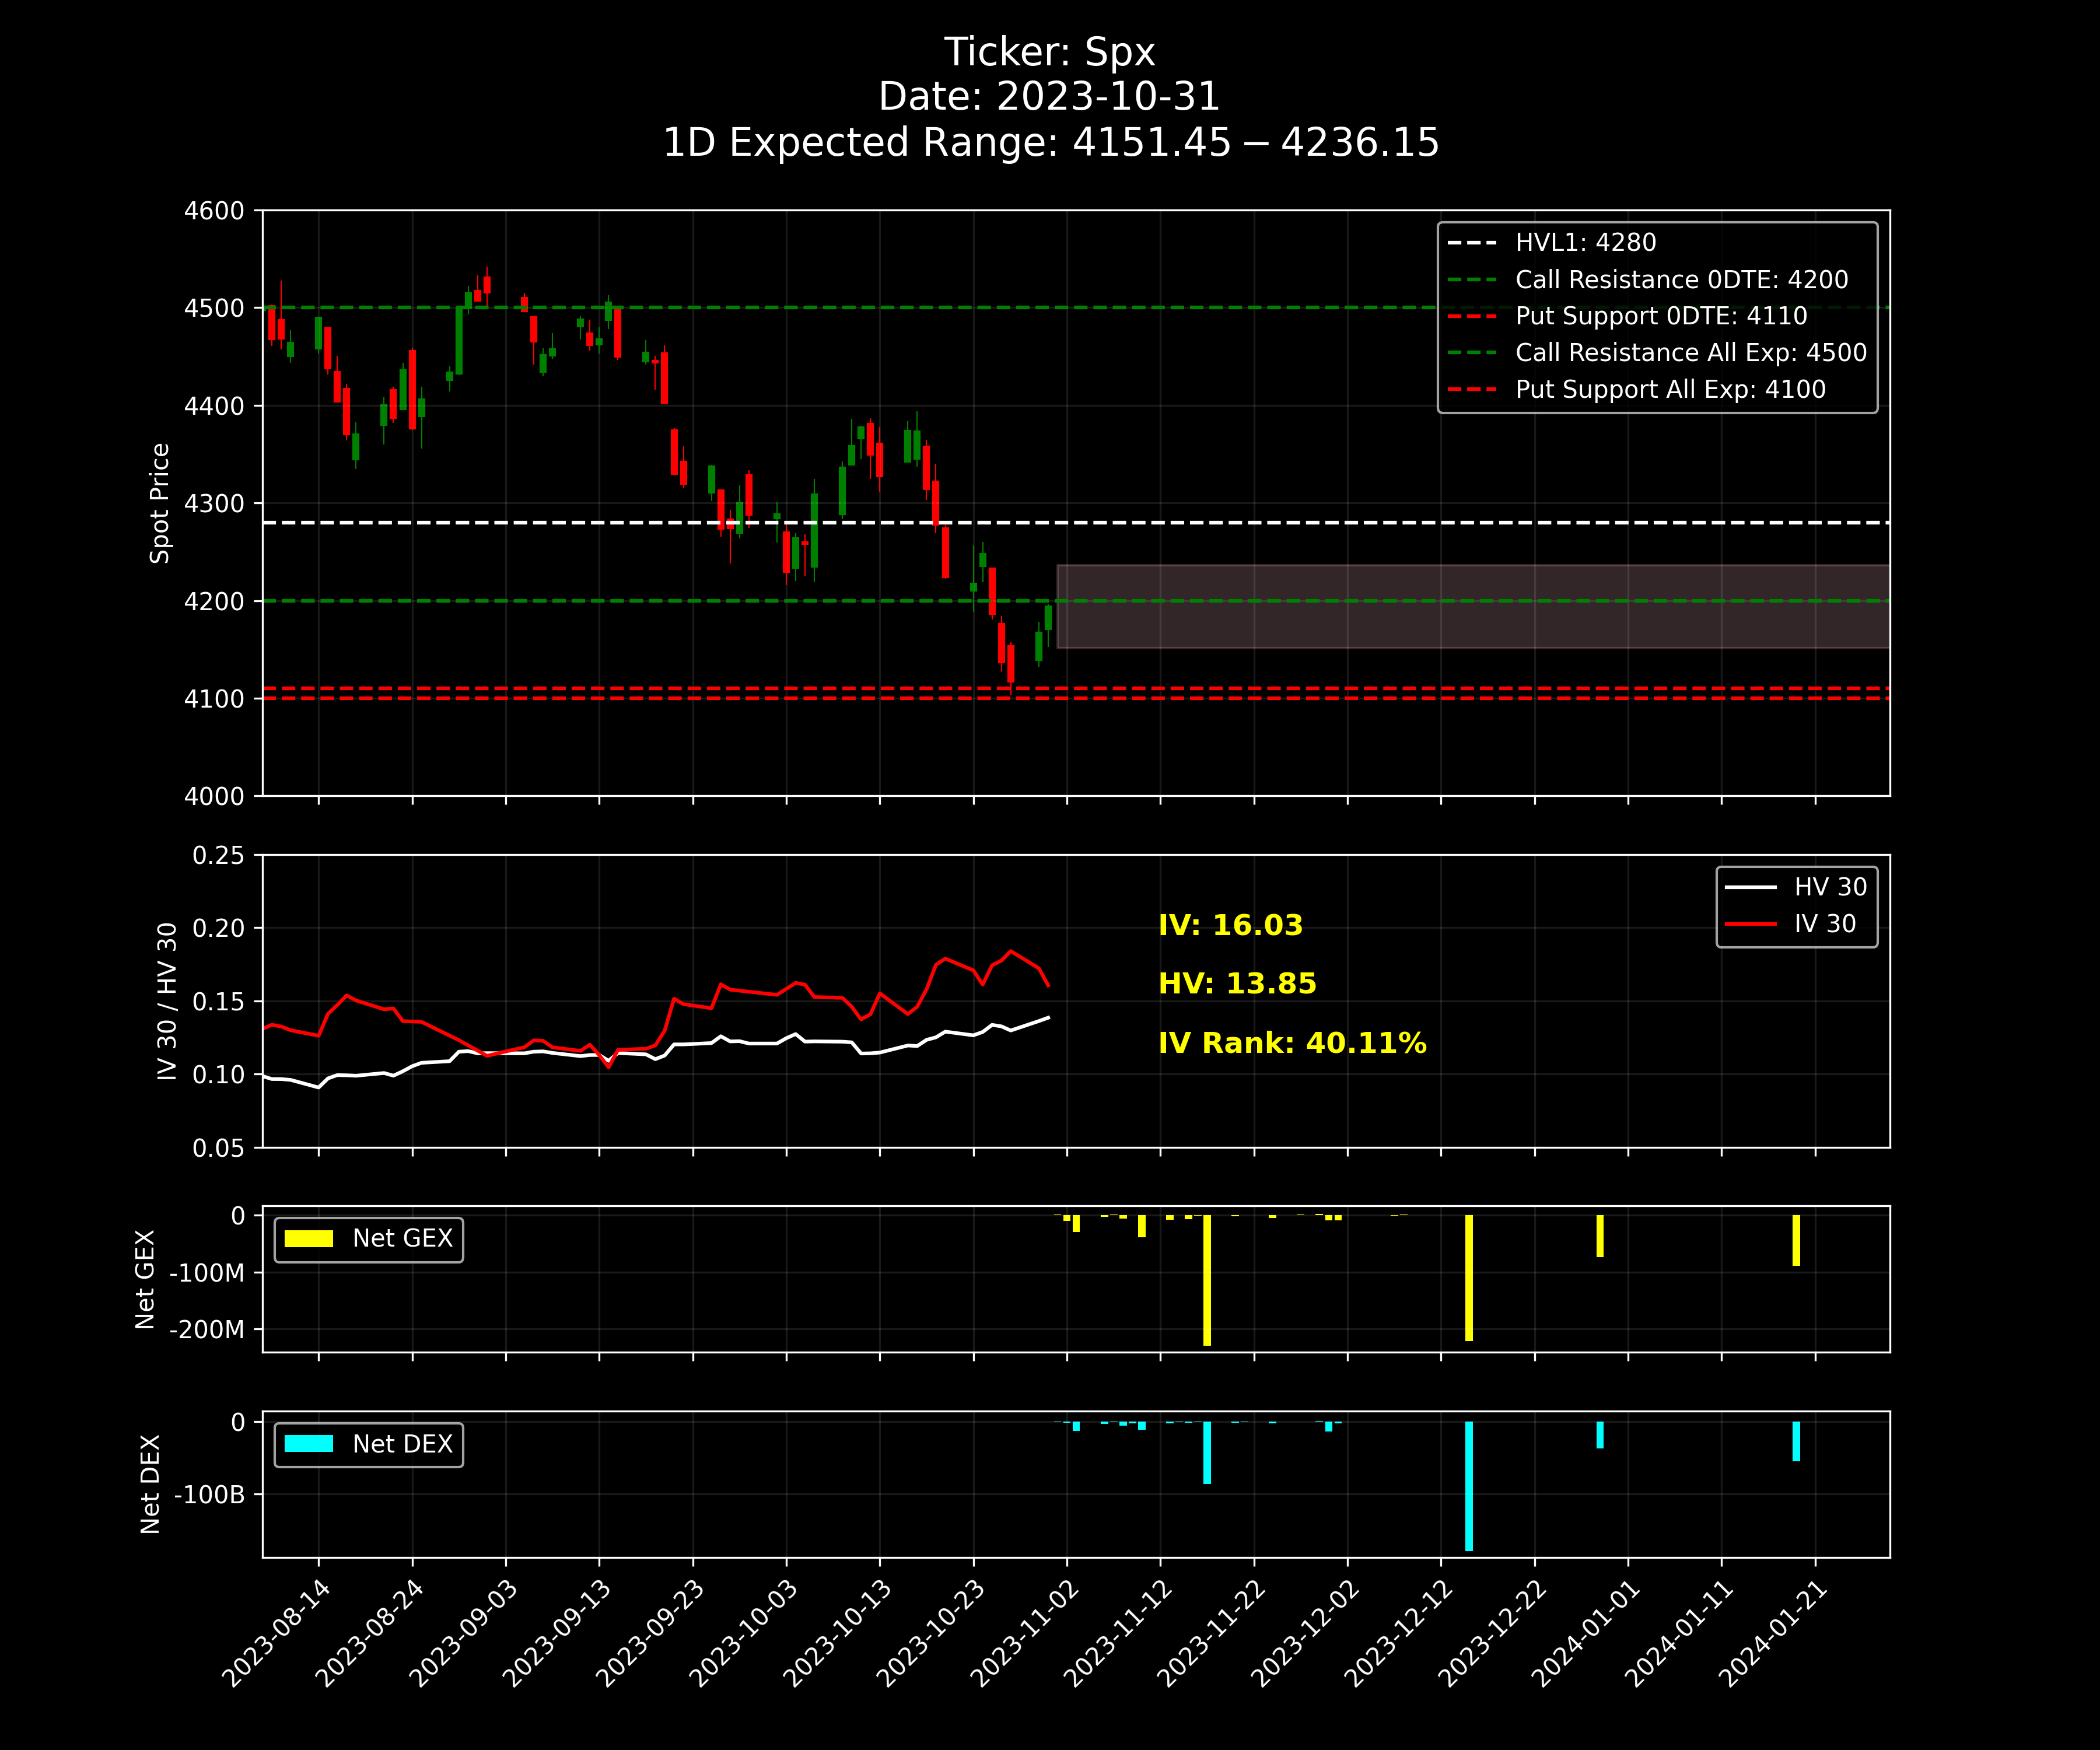 Ticker: Spx
Date: 2023-10-31
1D Expected Range: 4151.45 − 4236.15
4600
4500
4400
4300
4200
4100
4000
Spot Price
HVL1: 4280
Call Resistance 0DTE: 4200
Put Support 0DTE: 4110
Call Resistance All Exp: 4500
Put Support All Exp: 4100
0.25
0.20
0.15
0.10
0.05
IV 30 / HV 30
IV: 16.03
HV: 13.85
IV Rank: 40.11%
HV 30
IV 30
0
-100M
-200M
Net GEX
Net GEX
0
-100B
Net DEX
Net DEX
2023-08-14
2023-08-24
2023-09-03
2023-09-13
2023-09-23
2023-10-03
2023-10-13
2023-10-23
2023-11-02
2023-11-12
2023-11-22
2023-12-02
2023-12-12
2023-12-22
2024-01-01
2024-01-11
2024-01-21